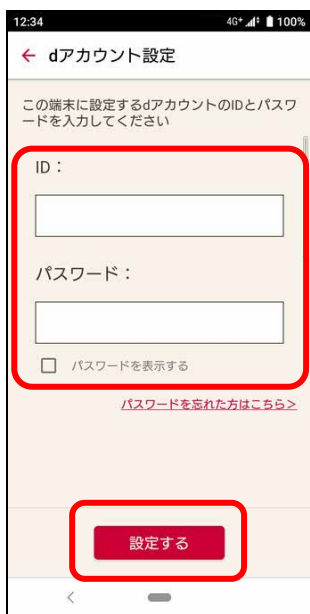 12:34 4G+ 100%
← dアカウント設定
この端末に設定するdアカウントのIDとパスワ
ードを入力してください
ID：
パスワード：
パスワードを表示する
パスワードを忘れた方はこちら＞
設定する